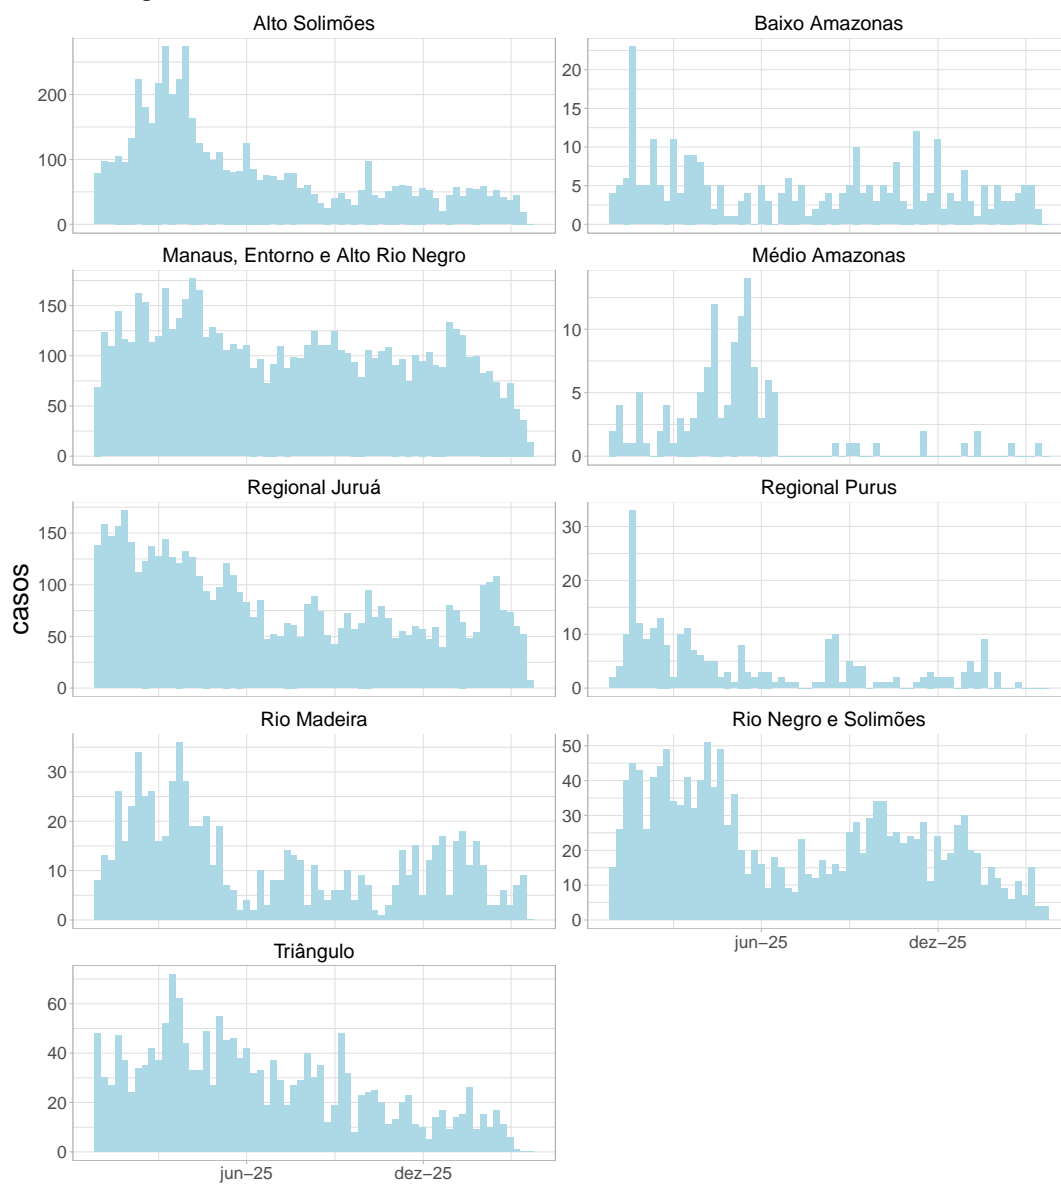 Alto Solimões
Baixo Amazonas
200
100
0
20
15
10
5
0
Manaus, Entorno e Alto Rio Negro
Médio Amazonas
150
100
50
0
10
5
0
Regional Juruá
Regional Purus
150
100
50
0
30
20
10
0
casos
Rio Madeira
Rio Negro e Solimões
30
20
10
0
50
40
30
20
10
0
jun−25
dez−25
Triângulo
60
40
20
0
jun−25
dez−25